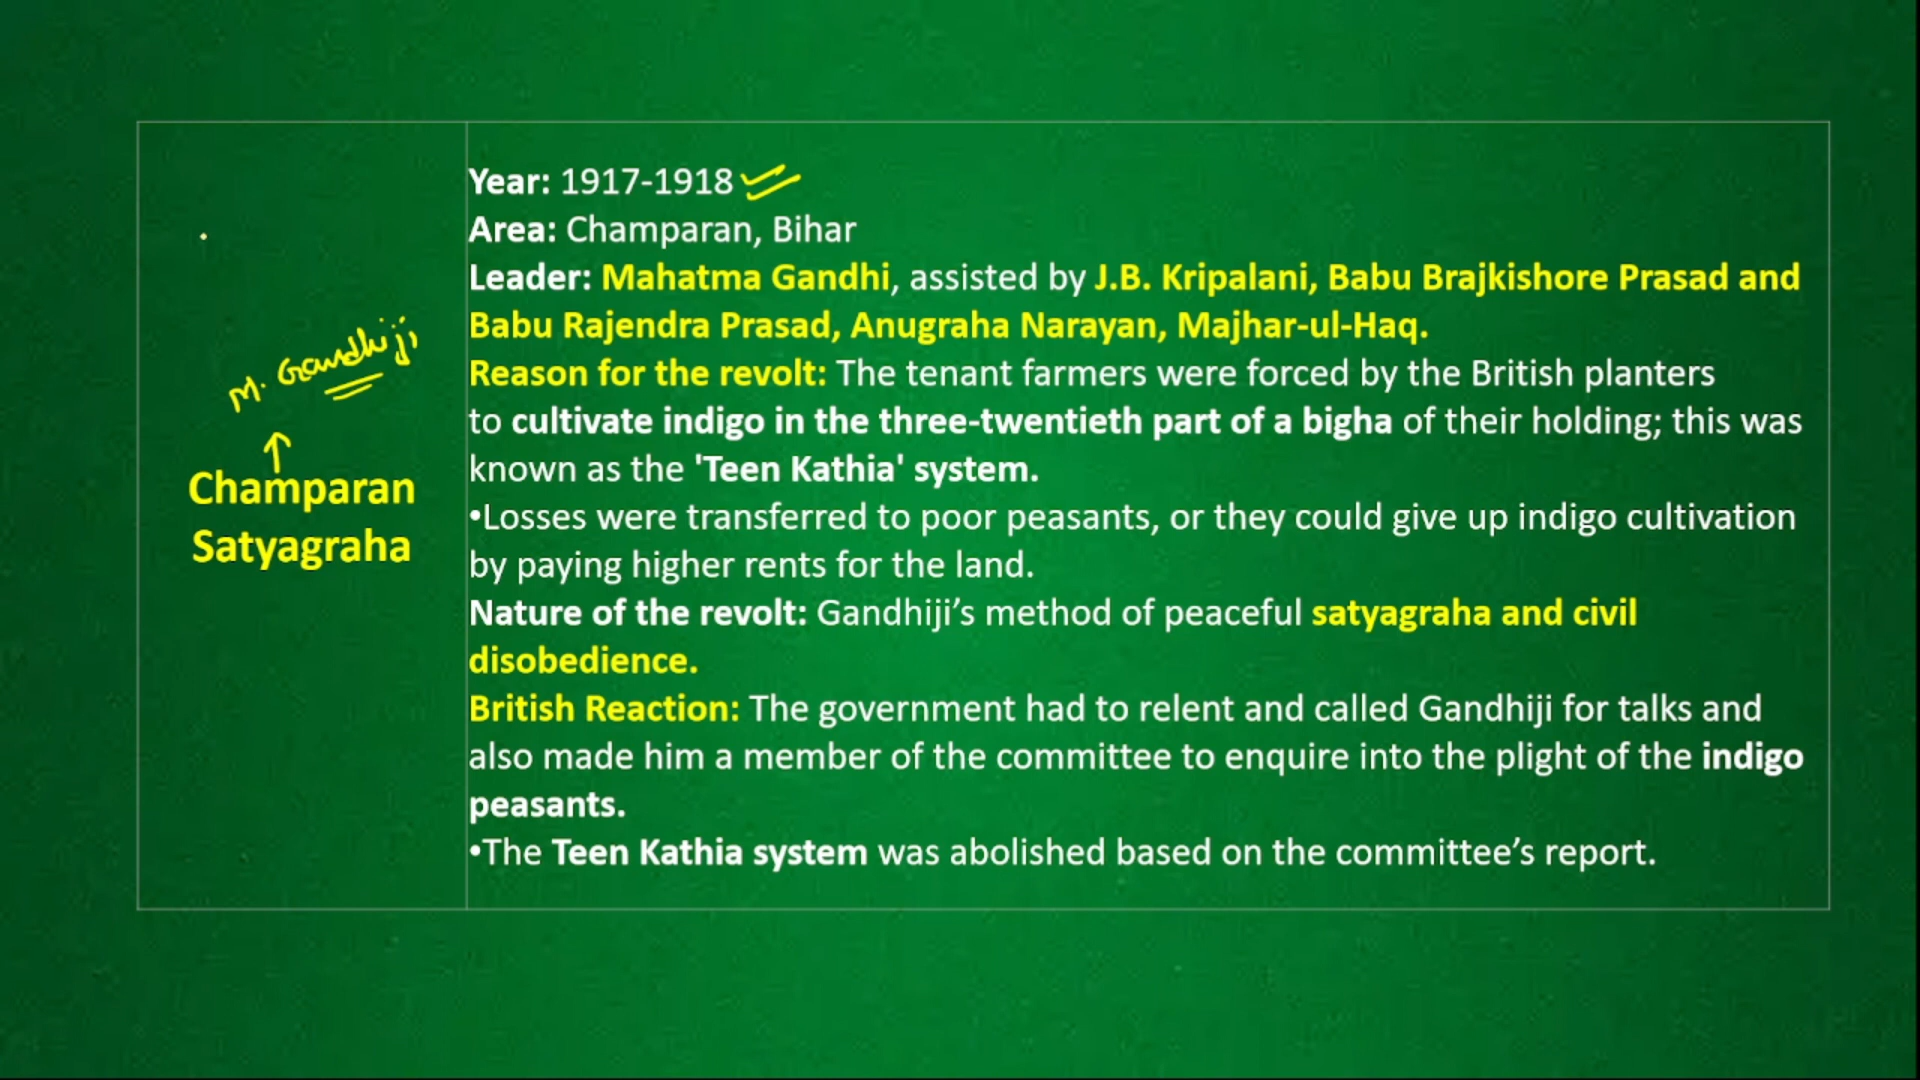 M. Gandhiji
Champaran
Satyagraha
Year: 1917-1918
Area: Champaran, Bihar
Leader: Mahatma Gandhi, assisted by J.B. Kripalani, Babu Brajkishore Prasad and
Babu Rajendra Prasad, Anugraha Narayan, Majhar-ul-Haq.
Reason for the revolt: The tenant farmers were forced by the British planters
to cultivate indigo in the three-twentieth part of a bigha of their holding; this was
known as the 'Teen Kathia' system.
•Losses were transferred to poor peasants, or they could give up indigo cultivation
by paying higher rents for the land.
Nature of the revolt: Gandhiji’s method of peaceful satyagraha and civil
disobedience.
British Reaction: The government had to relent and called Gandhiji for talks and
also made him a member of the committee to enquire into the plight of the indigo
peasants.
•The Teen Kathia system was abolished based on the committee’s report.